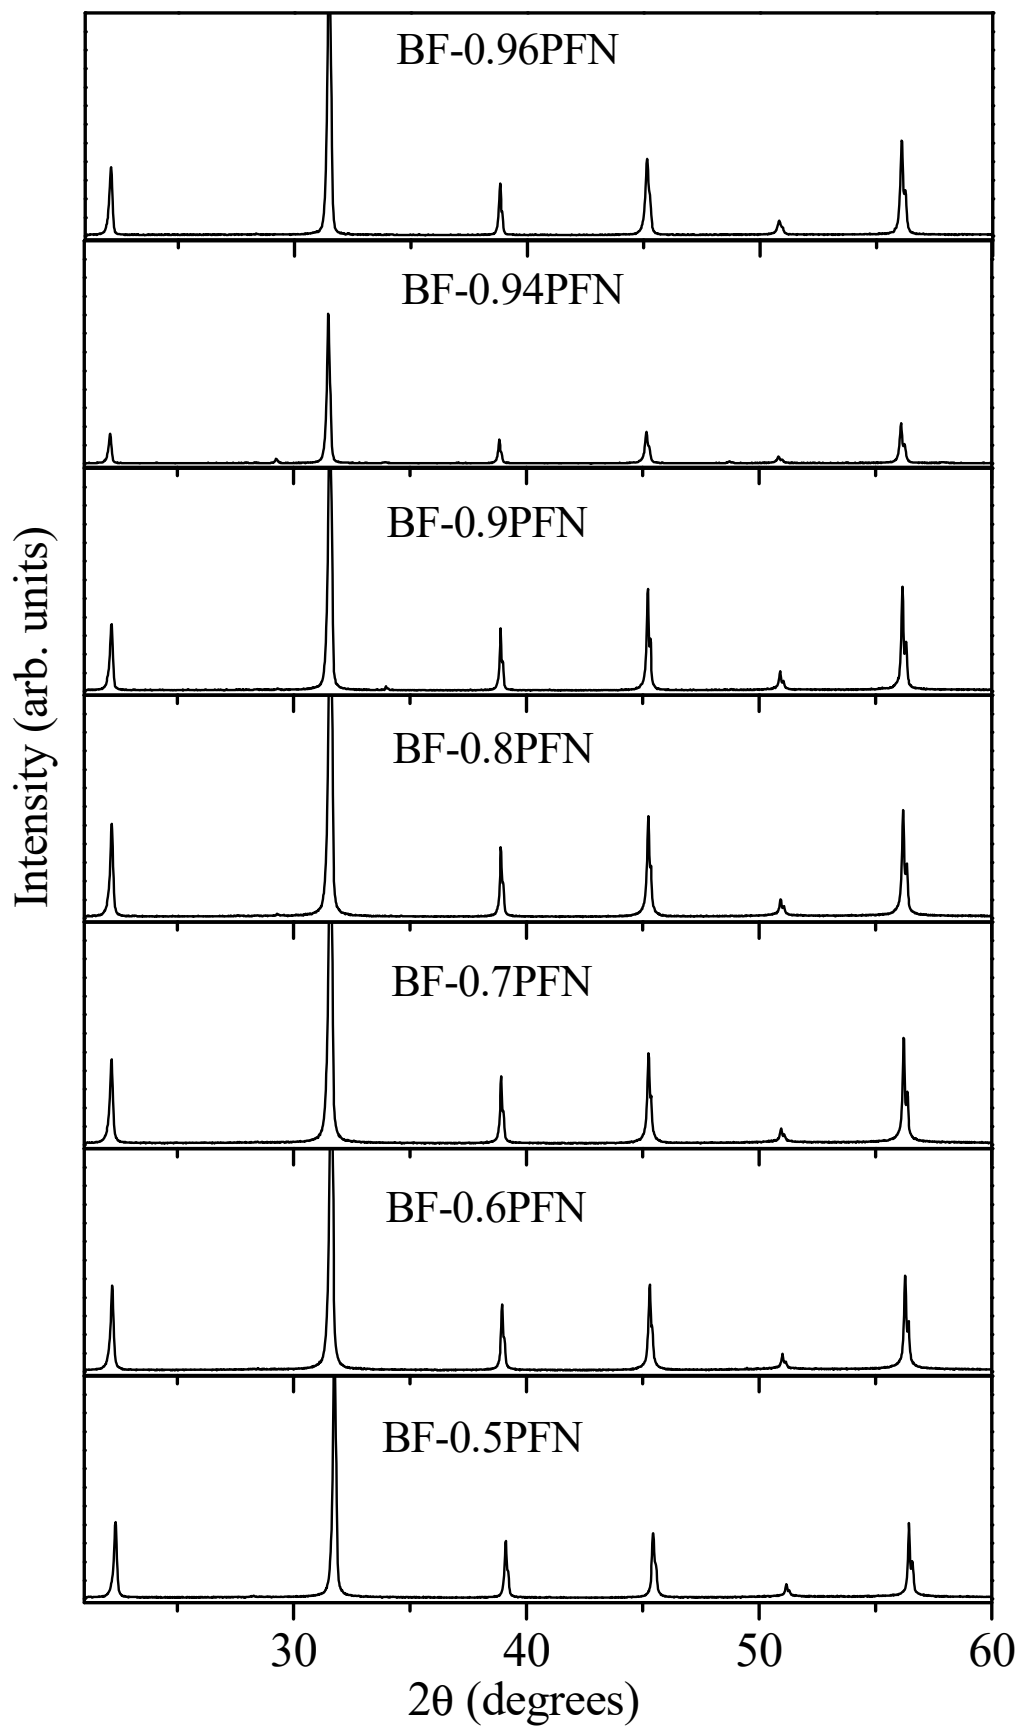 BF-0.96PFN
BF-0.94PFN
BF-0.9PFN
BF-0.8PFN
BF-0.7PFN
BF-0.6PFN
BF-0.5PFN
Intensity (arb. units)
30 40 50 60
2θ (degrees)